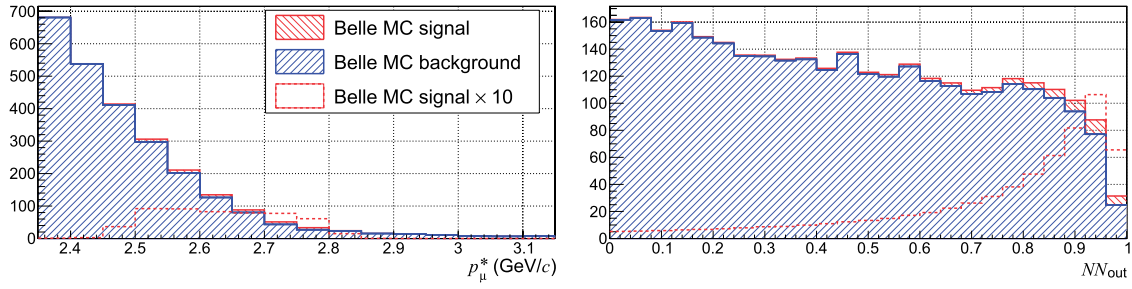 700
600
500
400
300
200
100
0
2.4 2.5 2.6 2.7 2.8 2.9 3 3.1
p*μ (GeV/c)
Belle MC signal
Belle MC background
Belle MC signal × 10
160
140
120
100
80
60
40
20
0
0 0.1 0.2 0.3 0.4 0.5 0.6 0.7 0.8 0.9 1
NNout